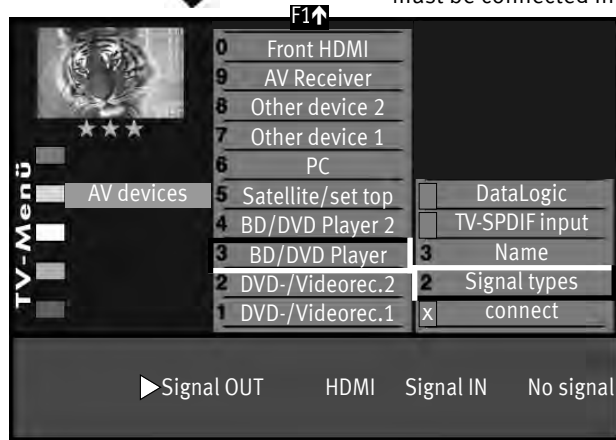 must be connected in
F1↑
0 Front HDMI
9 AV Receiver
8 Other device 2
7 Other device 1
6 PC
TV-Menü
AV devices
5 Satellite/set top
DataLogic
4 BD/DVD Player 2
TV-SPDIF input
3 BD/DVD Player
3 Name
2 DVD-/Videorec.2
2 Signal types
1 DVD-/Videorec.1
x connect
Signal OUT HDMI Signal IN No signal